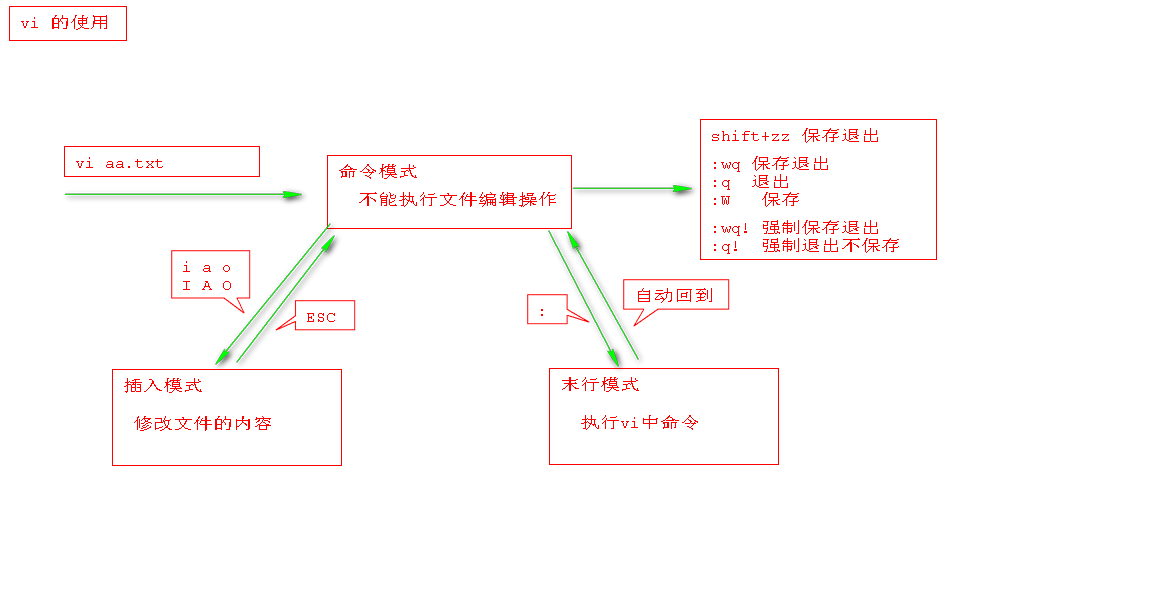 vi 的使用
vi aa.txt
命令模式
不能执行文件编辑操作
shift+zz 保存退出
:wq 保存退出
:q 退出
:W 保存
:wq! 强制保存退出
:q! 强制退出不保存
i a o
I A O
ESC
:
自动回到
插入模式
修改文件的内容
末行模式
执行vi中命令